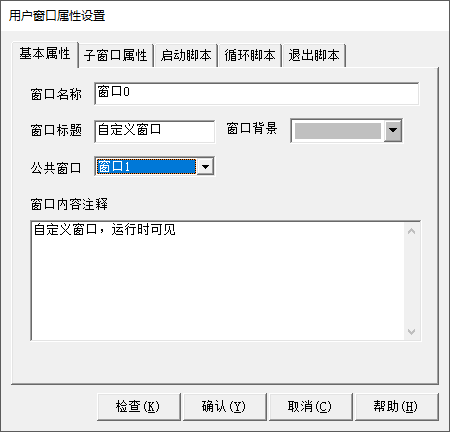 用户窗口属性设置
基本属性 子窗口属性 启动脚本 循环脚本 退出脚本
窗口名称 窗口0
窗口标题 自定义窗口 窗口背景
公共窗口 窗口1
窗口内容注释
自定义窗口，运行时可见
检查(K) 确认(Y) 取消(C) 帮助(H)